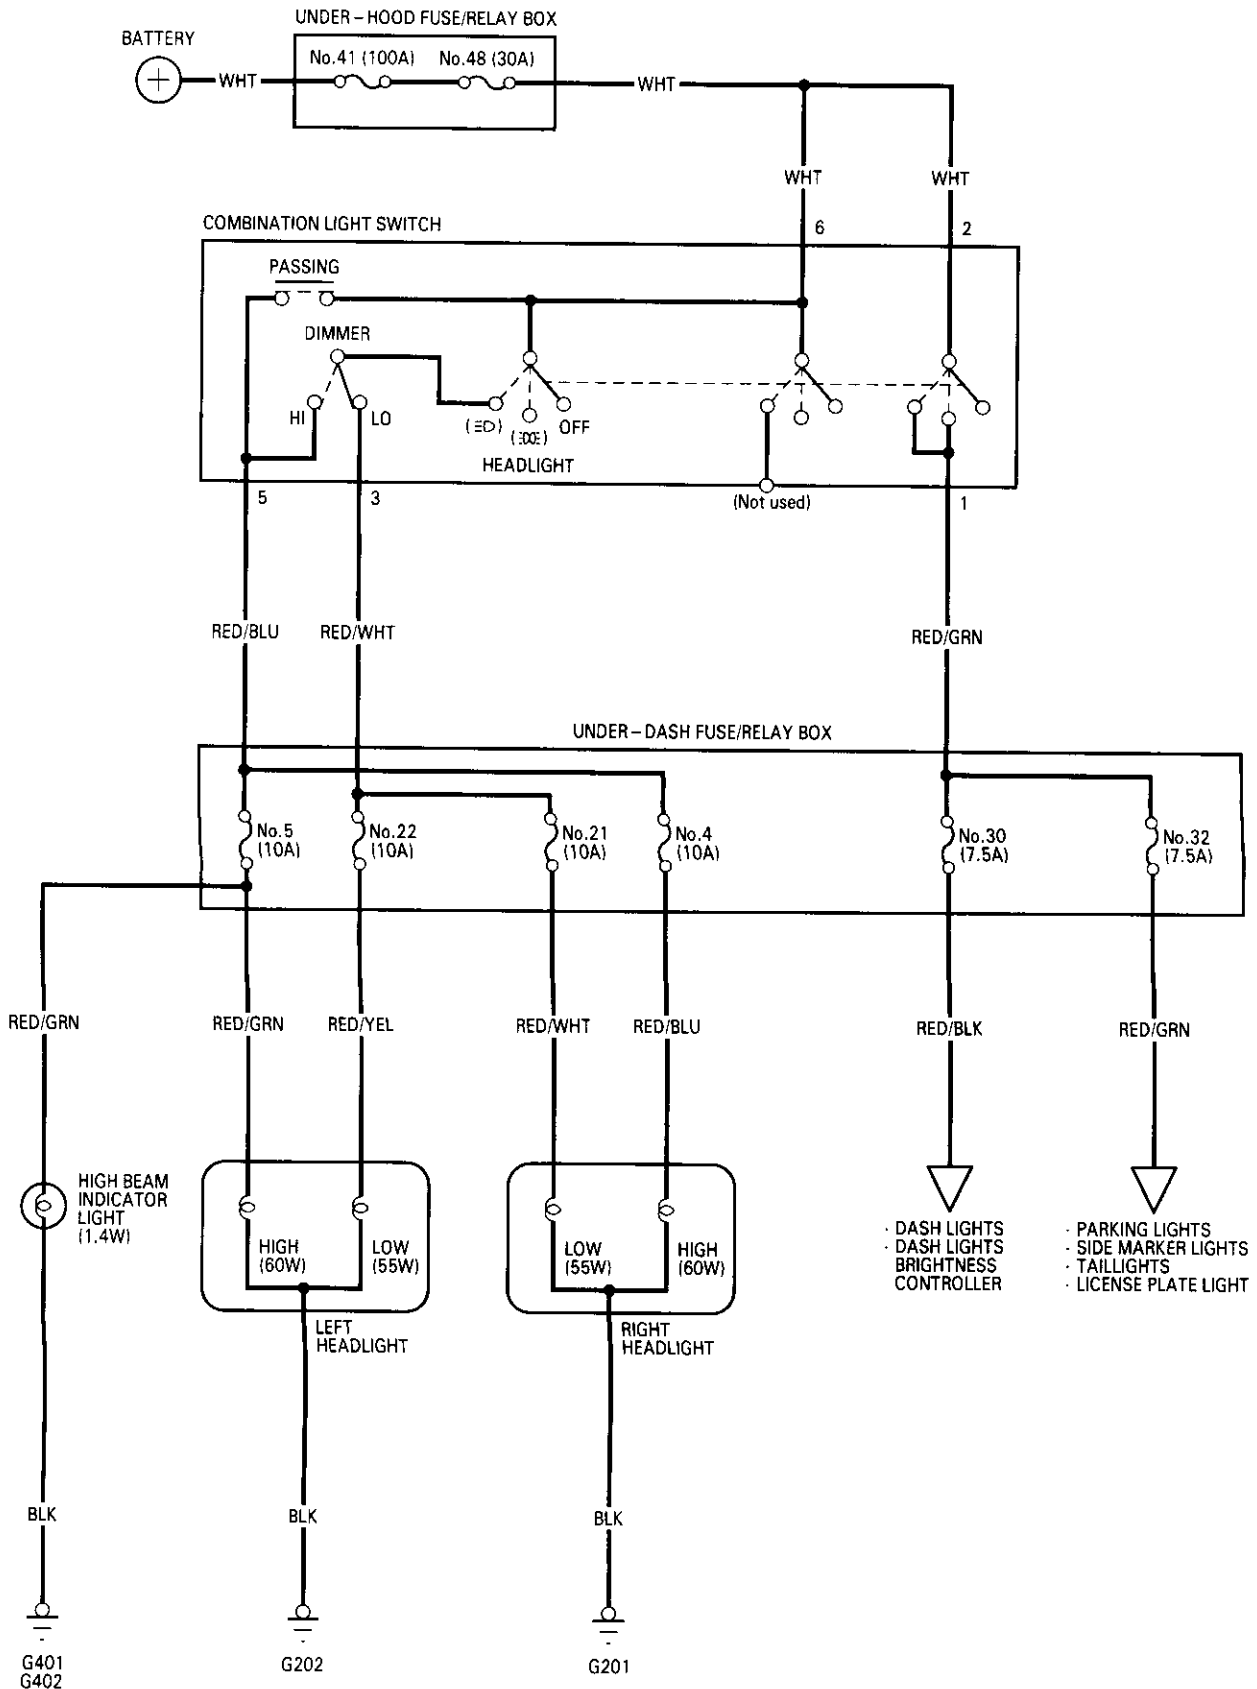 UNDER-HOOD FUSE/RELAY BOX
BATTERY
No.41 (100A)
No.48 (30A)
WHT
WHT
WHT
WHT
COMBINATION LIGHT SWITCH
6
2
PASSING
DIMMER
HI
LO
OFF
HEADLIGHT
(Not used)
5
3
1
RED/BLU
RED/WHT
RED/GRN
UNDER-DASH FUSE/RELAY BOX
No.5
(10A)
No.22
(10A)
No.21
(10A)
No.4
(10A)
No.30
(7.5A)
No.32
(7.5A)
RED/GRN
RED/GRN
RED/YEL
RED/WHT
RED/BLU
RED/BLK
RED/GRN
HIGH BEAM
INDICATOR
LIGHT
(1.4W)
HIGH
(60W)
LOW
(55W)
LOW
(55W)
HIGH
(60W)
· DASH LIGHTS
· DASH LIGHTS
BRIGHTNESS
CONTROLLER
· PARKING LIGHTS
· SIDE MARKER LIGHTS
· TAILLIGHTS
· LICENSE PLATE LIGHT
LEFT
HEADLIGHT
RIGHT
HEADLIGHT
BLK
BLK
BLK
G401
G402
G202
G201